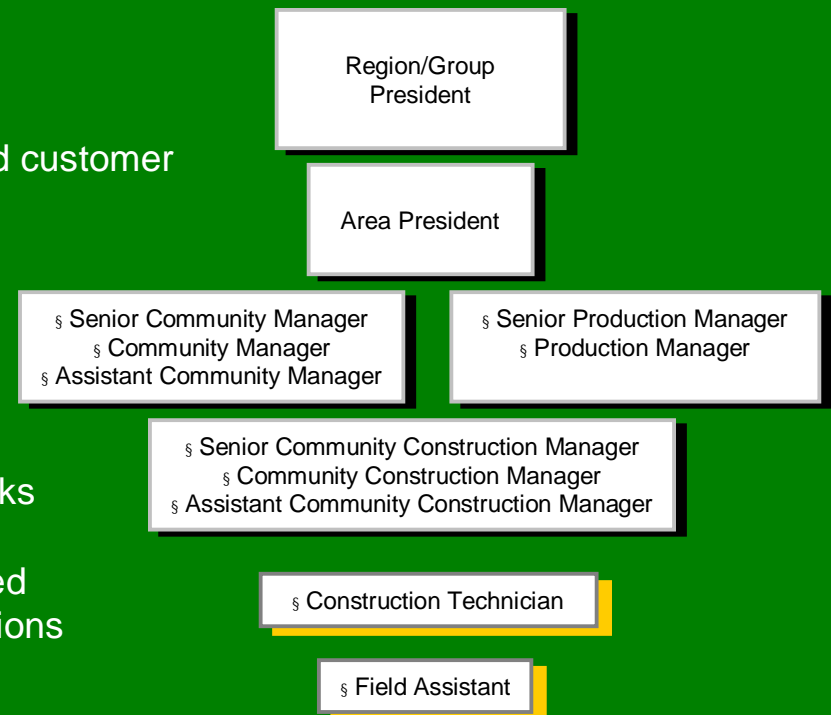 Region/Group
President
d customer
Area President
§ Senior Community Manager
§ Community Manager
§ Assistant Community Manager
§ Senior Production Manager
§ Production Manager
§ Senior Community Construction Manager
§ Community Construction Manager
§ Assistant Community Construction Manager
ks
ed
§ Construction Technician
ions
§ Field Assistant